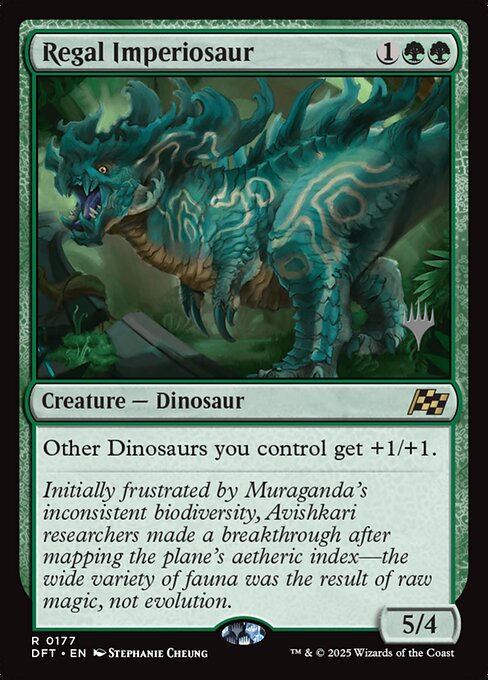 Regal Imperiosaur 1
Creature — Dinosaur
Other Dinosaurs you control get +1/+1.
Initially frustrated by Muraganda's
inconsistent biodiversity, Avishkari
researchers made a breakthrough after
mapping the plane's aetheric index—the
wide variety of fauna was the result of raw
magic, not evolution.
5/4
R 0177
DFT • EN Stephanie Cheung ™ & © 2025 Wizards of the Coast